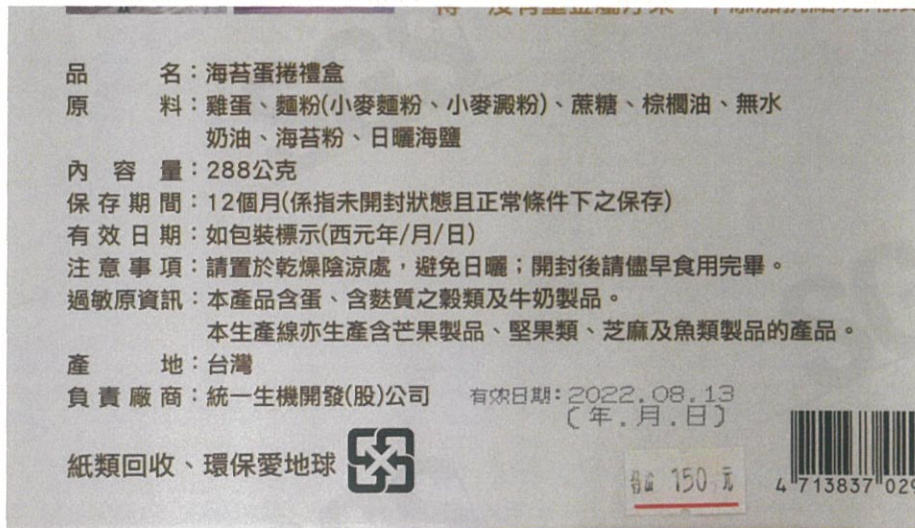 品名：海苔蛋捲禮盒
原料：雞蛋、麵粉(小麥麵粉、小麥澱粉)、蔗糖、棕櫚油、無水
奶油、海苔粉、日曬海鹽
內容量：288公克
保存期間：12個月(係指未開封狀態且正常條件下之保存)
有效日期：如包裝標示(西元年/月/日)
注意事項：請置於乾燥陰涼處，避免日曬；開封後請儘早食用完畢。
過敏原資訊：本產品含蛋、含麩質之穀類及牛奶製品。
本生產線亦生產含芒果製品、堅果類、芝麻及魚類製品的產品。
產地：台灣
負責廠商：統一生機開發(股)公司
有效日期：2022.08.13
(年.月.日)
紙類回收、環保愛地球
150 元
4 713837 029